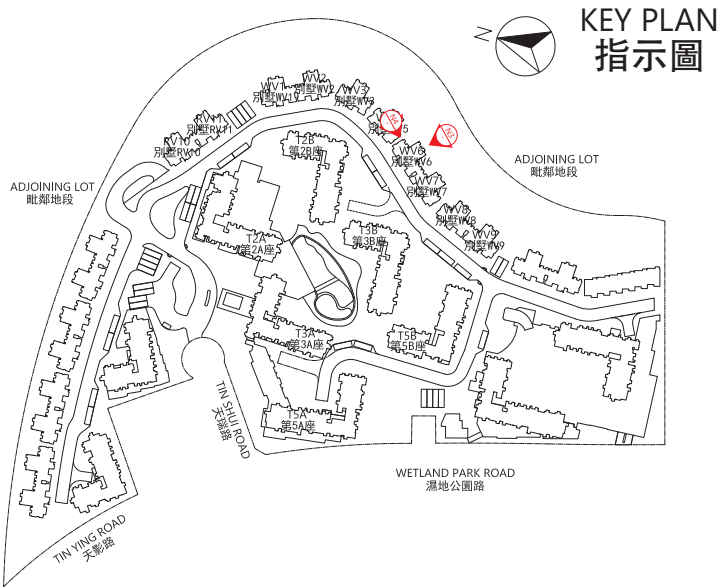 KEY PLAN
指示圖
N
WV2
別墅WV2
WV1
別墅WV1
WV3
別墅WV3
RV11
別墅RV11
RV10
別墅RV10
N4
N3
WV6
別墅WV6
WV7
別墅WV7
WV8
別墅WV8
WV9
別墅WV9
ADJOINING LOT
毗鄰地段
ADJOINING LOT
毗鄰地段
T2B
第2B座
T2A
第2A座
T3B
第3B座
T3A
第3A座
T5B
第5B座
T5A
第5A座
TIN SHUI ROAD
天瑞路
WETLAND PARK ROAD
濕地公園路
TIN YING ROAD
天影路